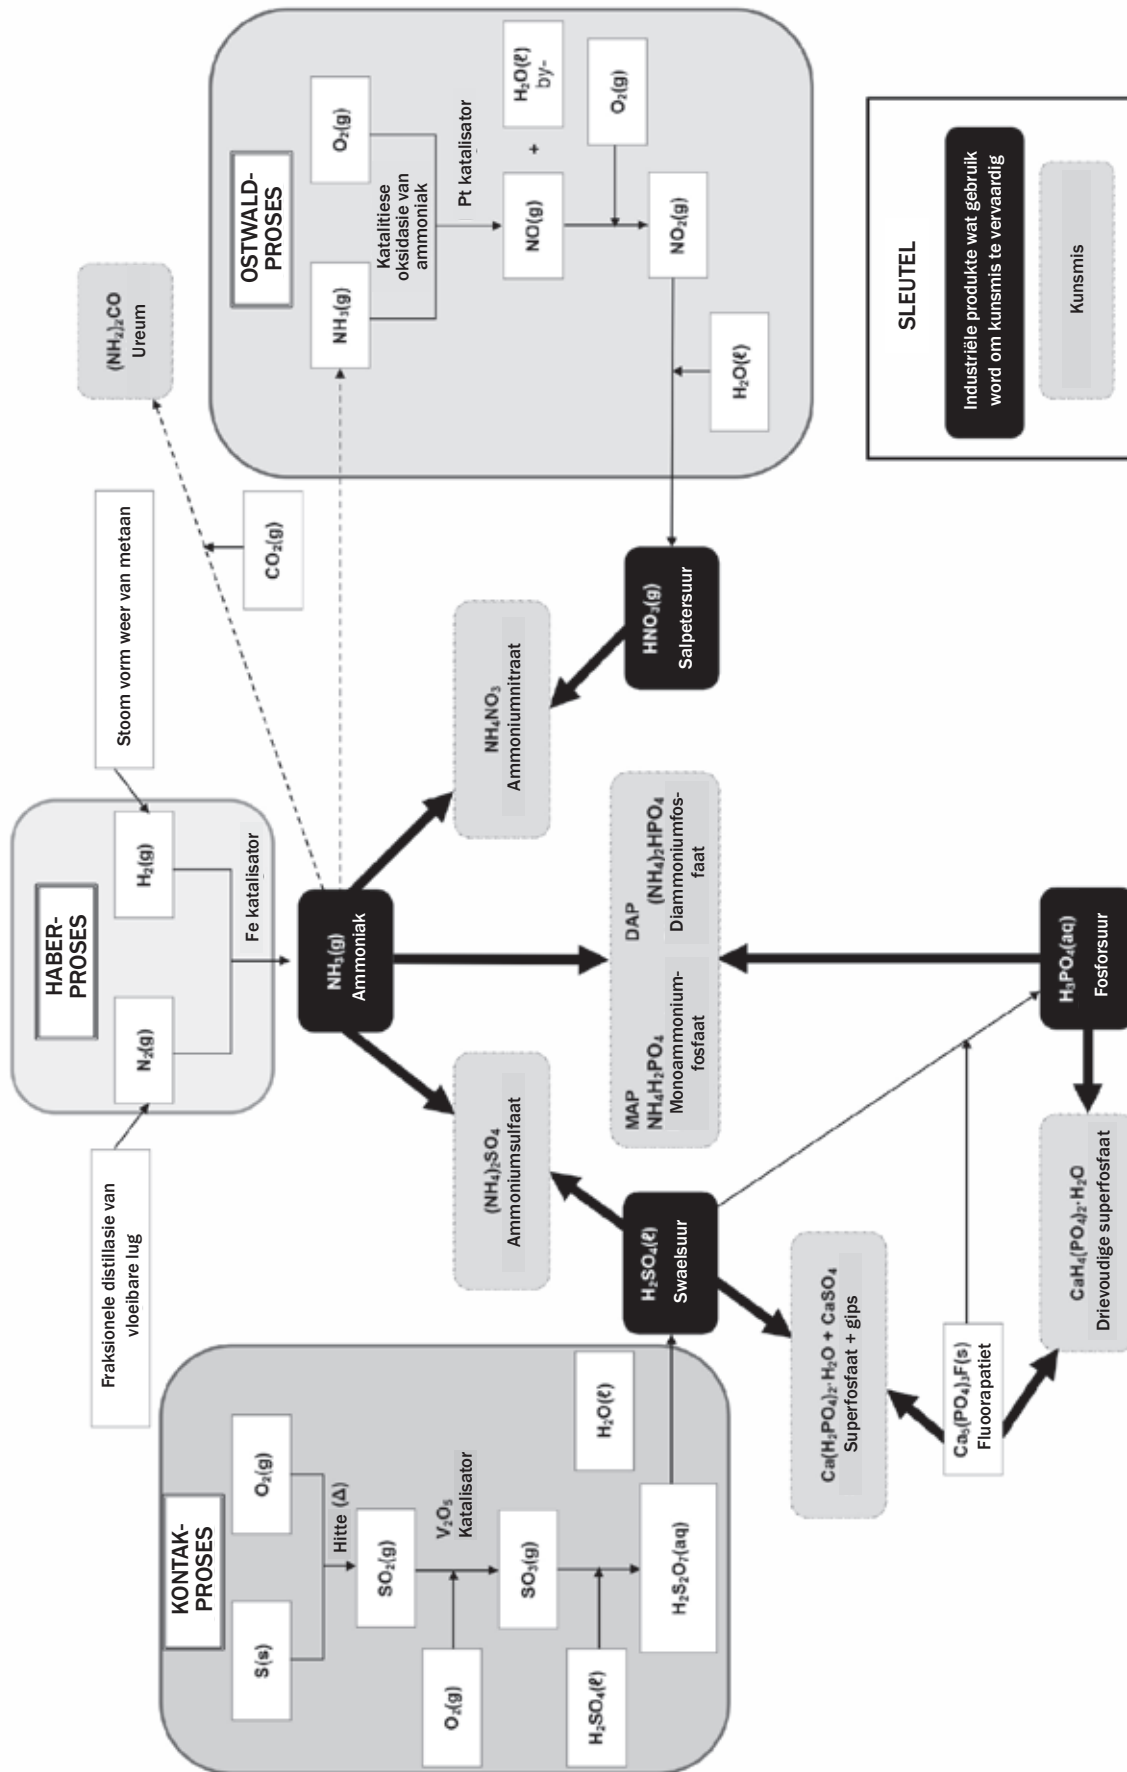 KONTAK-
PROSES
S(s)
O₂(g)
Hitte (Δ)
SO₂(g)
O₂(g)
V₂O₅
Katalisator
SO₃(g)
H₂SO₄(ℓ)
H₂S₂O₇(aq)
H₂O(ℓ)
Fraksionele distillasie van
vloeibare lug
HABER-
PROSES
N₂(g)
H₂(g)
Fe katalisator
Stoom vorm weer van metaan
NH₃(g)
Ammoniak
CO₂(g)
(NH₂)₂CO
Ureum
OSTWALD-
PROSES
NH₃(g)
O₂(g)
Katalitiese
oksidasie van
ammoniak
Pt katalisator
NO(g)
+
H₂O(ℓ)
by-
O₂(g)
NO₂(g)
H₂O(ℓ)
(NH₄)₂SO₄
Ammoniumsulfaat
NH₄NO₃
Ammoniumnitraat
H₂SO₄(ℓ)
Swaelsuur
MAP
NH₄H₂PO₄
Monoammonium-
fosfaat
DAP
(NH₄)₂HPO₄
Diammoniumfos-
faat
HNO₃(g)
Salpetersuur
Ca(H₂PO₄)₂·H₂O + CaSO₄
Superfosfaat + gips
Ca₅(PO₄)₃F(s)
Fluoorapatiet
CaH₄(PO₄)₂·H₂O
Drievoudige superfosfaat
H₃PO₄(aq)
Fosforsuur
SLEUTEL
Industriële produkte wat gebruik
word om kunsmis te vervaardig
Kunsmis